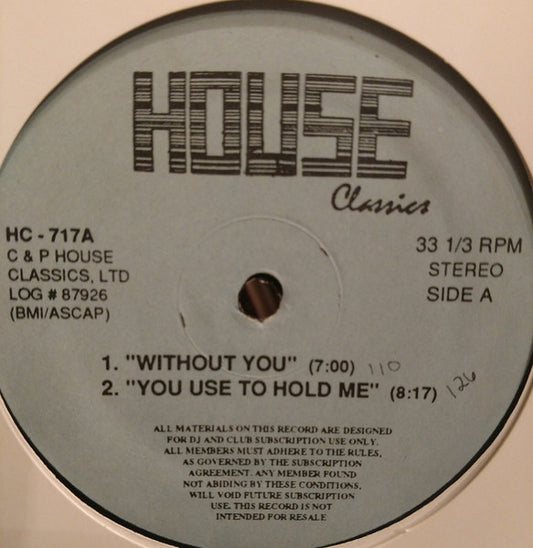 HOUSE
Classics
HC - 717A
C & P HOUSE
CLASSICS, LTD
LOG # 87926
(BMI/ASCAP)
33 1/3 RPM
STEREO
SIDE A
1. "WITHOUT YOU" (7:00) 110
2. "YOU USE TO HOLD ME" (8:17) 126
ALL MATERIALS ON THIS RECORD ARE DESIGNED
FOR DJ AND CLUB SUBSCRIPTION USE ONLY.
ALL MEMBERS MUST ADHERE TO THE RULES,
AS GOVERNED BY THE SUBSCRIPTION
AGREEMENT. ANY MEMBER FOUND
NOT ABIDING BY THESE CONDITIONS,
WILL VOID FUTURE SUBSCRIPTION
USE. THIS RECORD IS NOT
INTENDED FOR RESALE